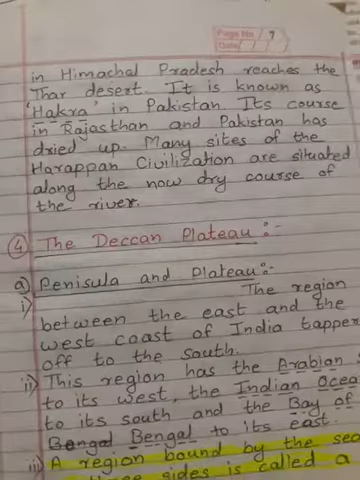 Page No. 7
Date
in Himachal Pradesh reaches the
Thar desert. It is known as
'Hakra' in Pakistan. Its course
in Rajasthan and Pakistan has
dried up. Many sites of the
Harappan Civilization are situated
along the now dry course of
the river.
4 The Deccan Plateau :-
a) Penisula and Plateau:-
i) The region
between the east and the
west coast of India tapper
off to the south.
ii) This region has the Arabian
to its west, the Indian Ocea
to its south and the Bay of
Bengal Bengal to its east.
iii) A region bound by the sea
sides is called a